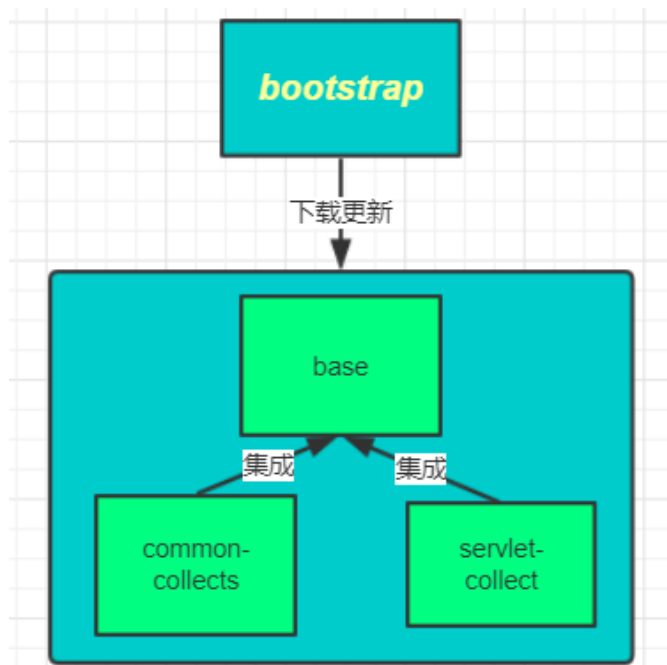 bootstrap
下载更新
base
集成
集成
common-
collects
servlet-
collect